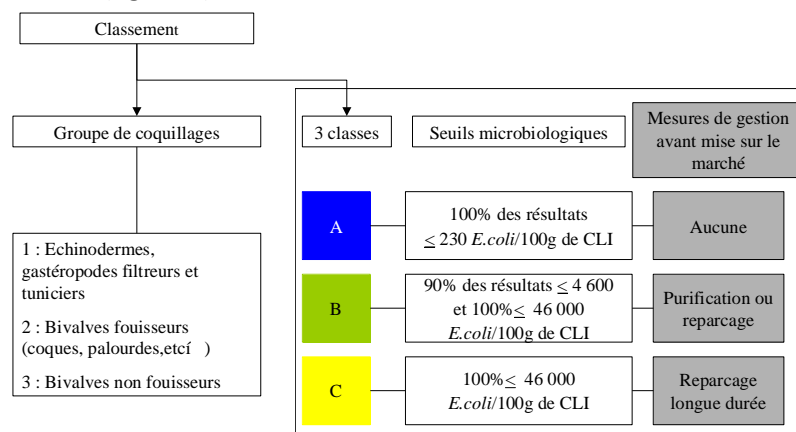 Classement
Groupe de coquillages
1 : Echinodermes,
gastéropodes filtreurs et
tuniciers
2 : Bivalves fouisseurs
(coques, palourdes,etcí )
3 : Bivalves non fouisseurs
3 classes
Seuils microbiologiques
Mesures de gestion
avant mise sur le
marché
A
100% des résultats
≤ 230 E.coli/100g de CLI
Aucune
B
90% des résultats ≤ 4 600
et 100%≤ 46 000
E.coli/100g de CLI
Purification ou
reparcage
C
100%≤ 46 000
E.coli/100g de CLI
Reparcage
longue durée